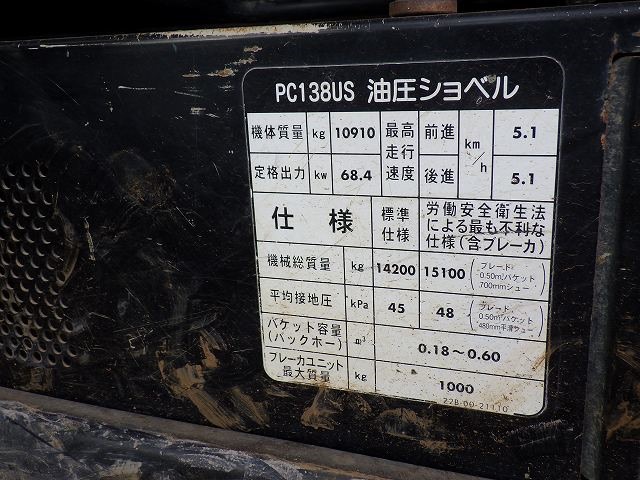 PC138US 油圧ショベル
機体質量 kg 10910 最高走行速度 前進 km/h 5.1
定格出力 kw 68.4 後進 5.1
仕様 標準仕様 労働安全衛生法による最も不利な仕様(含ブレーカ)
機械総質量 kg 14200 15100 (ブレード 0.50m³バケット 700mmシュー)
平均接地圧 kPa 45 48 (ブレード 0.50m³バケット 480mm平滑シュー)
バケット容量(バックホー) m³ 0.18～0.60
ブレーカユニット最大質量 kg 1000
22B-00-21110